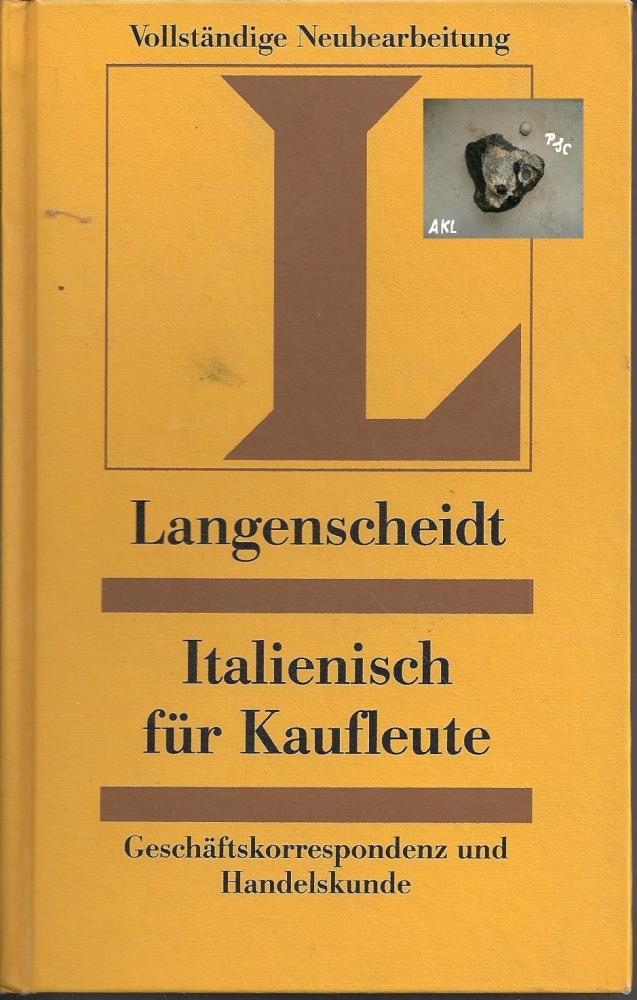 Vollständige Neubearbeitung
L
PSC
AKL
Langenscheidt
Italienisch
für Kaufleute
Geschäftskorrespondenz und
Handelskunde